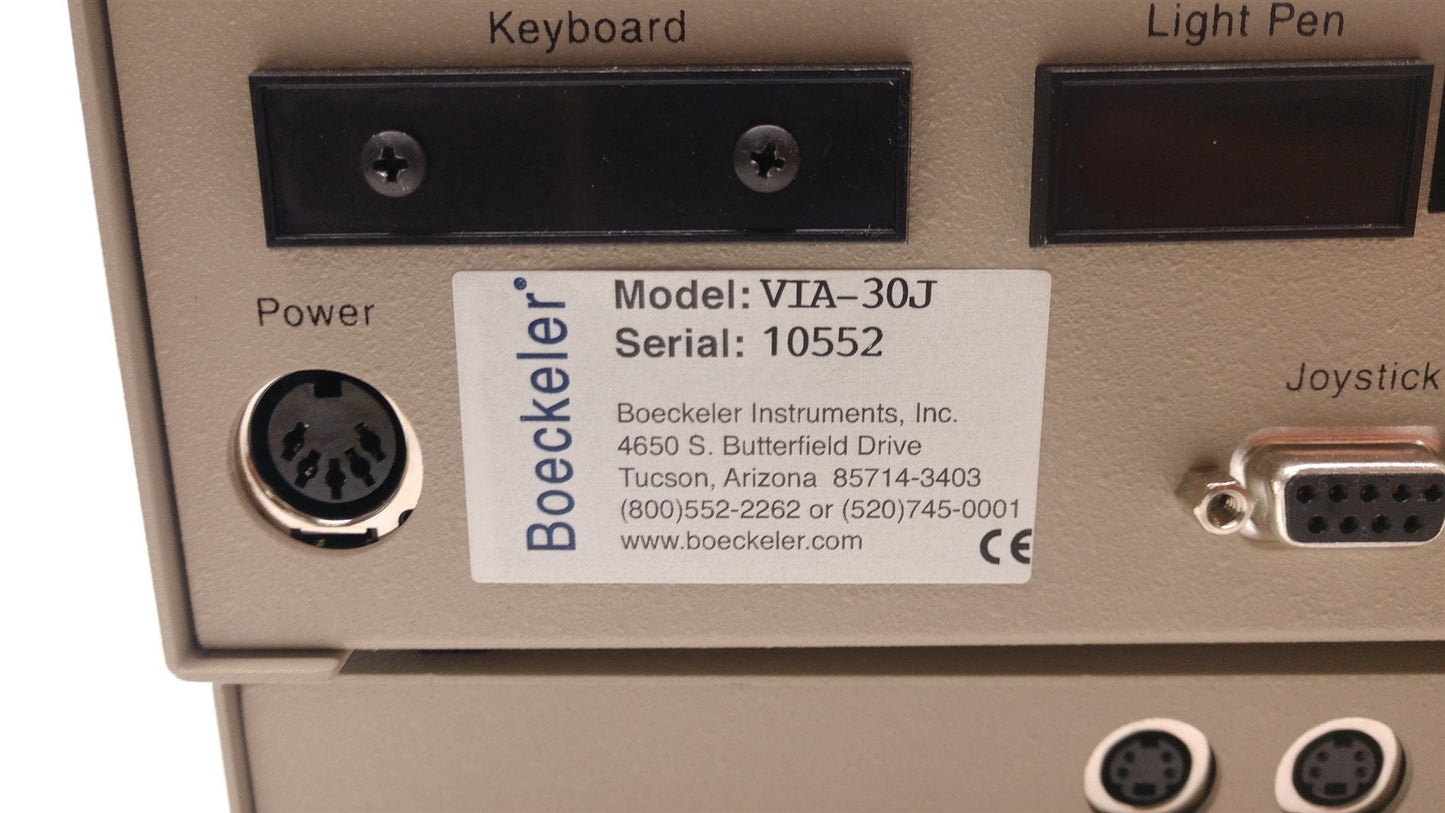 Keyboard
Light Pen
Power
Boeckeler®
Model: VIA-30J
Serial: 10552
Boeckeler Instruments, Inc.
4650 S. Butterfield Drive
Tucson, Arizona 85714-3403
(800)552-2262 or (520)745-0001
www.boeckeler.com
CE
Joystick